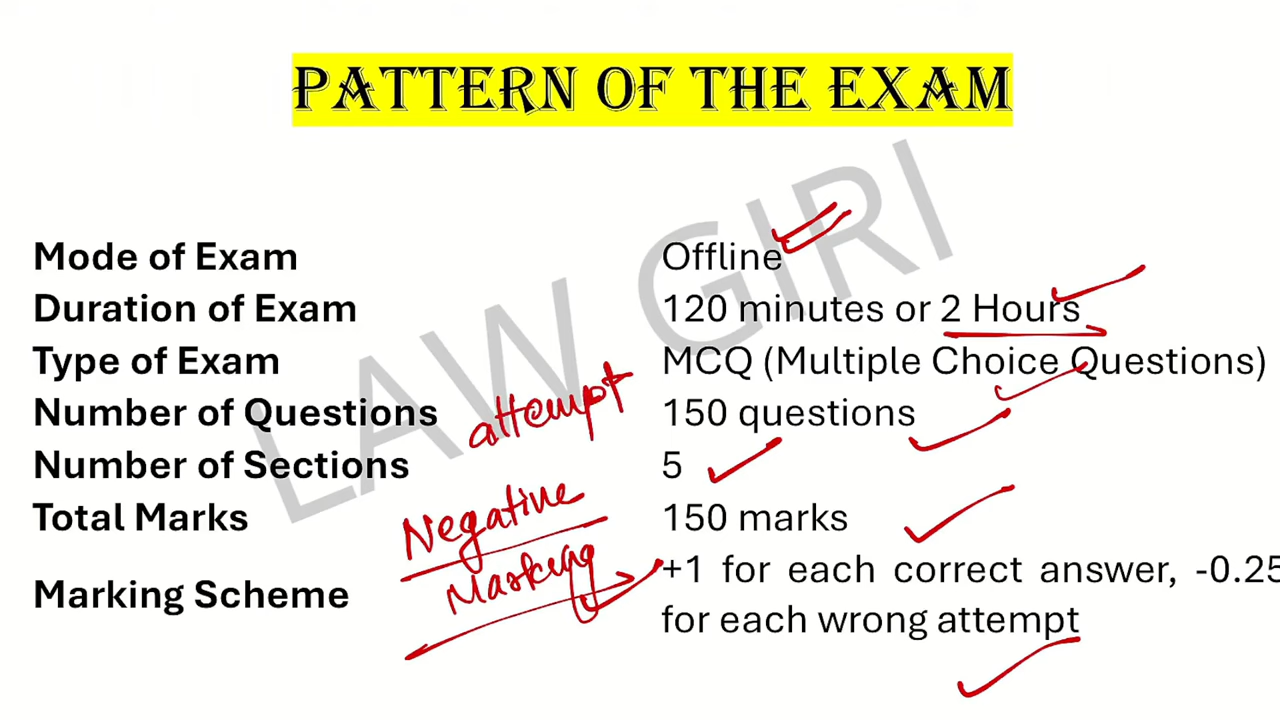 PATTERN OF THE EXAM
LAW GIRI
Mode of Exam Offline
Duration of Exam 120 minutes or 2 Hours
Type of Exam MCQ (Multiple Choice Questions)
Number of Questions attempt 150 questions
Number of Sections 5
Total Marks Negative 150 marks
Marking Scheme Marking +1 for each correct answer, -0.25
for each wrong attempt